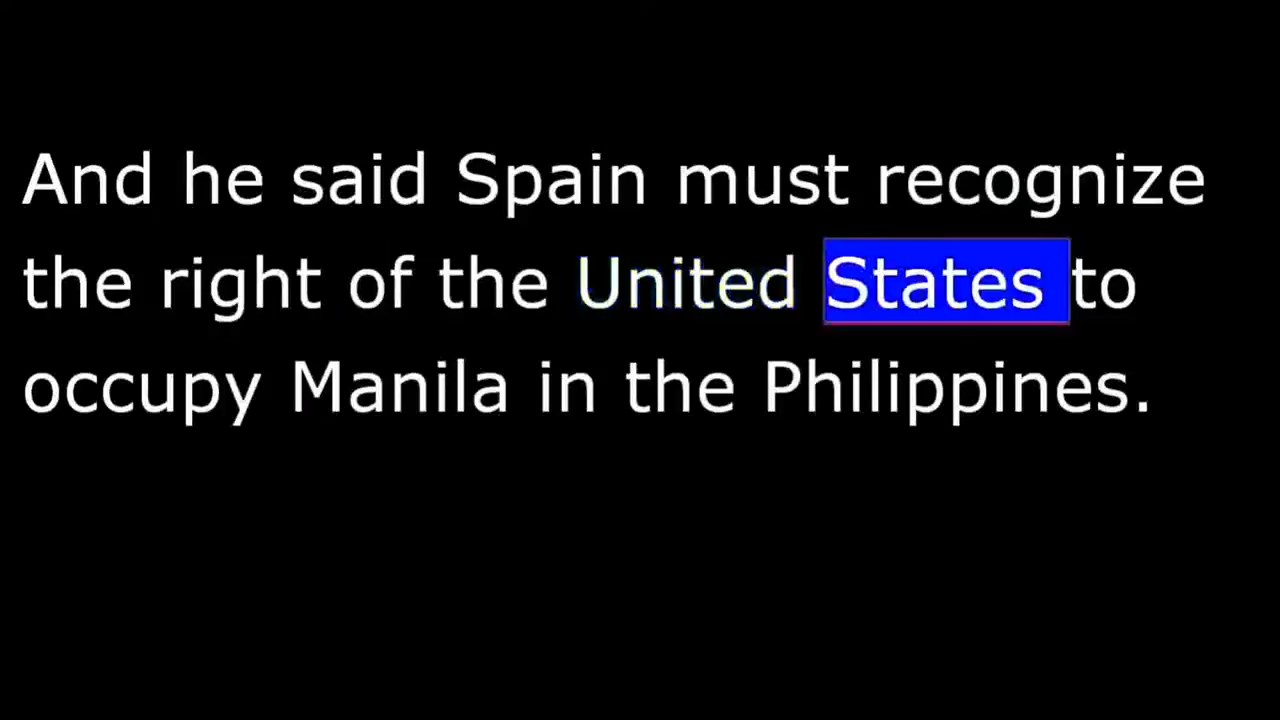 And he said Spain must recognize
the right of the United States to
occupy Manila in the Philippines.